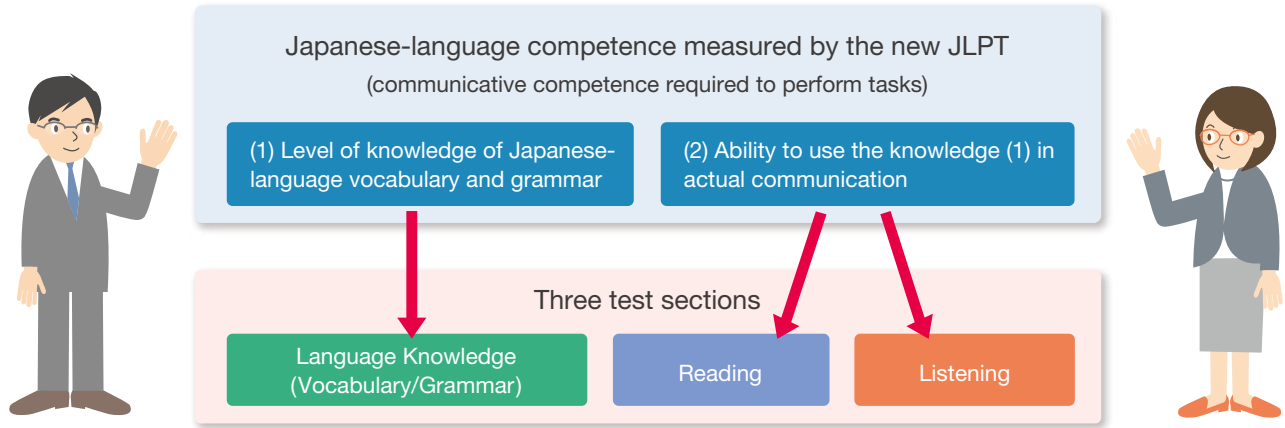 Japanese-language competence measured by the new JLPT
(communicative competence required to perform tasks)
(1) Level of knowledge of Japanese-
language vocabulary and grammar
(2) Ability to use the knowledge (1) in
actual communication
Three test sections
Language Knowledge
(Vocabulary/Grammar)
Reading
Listening